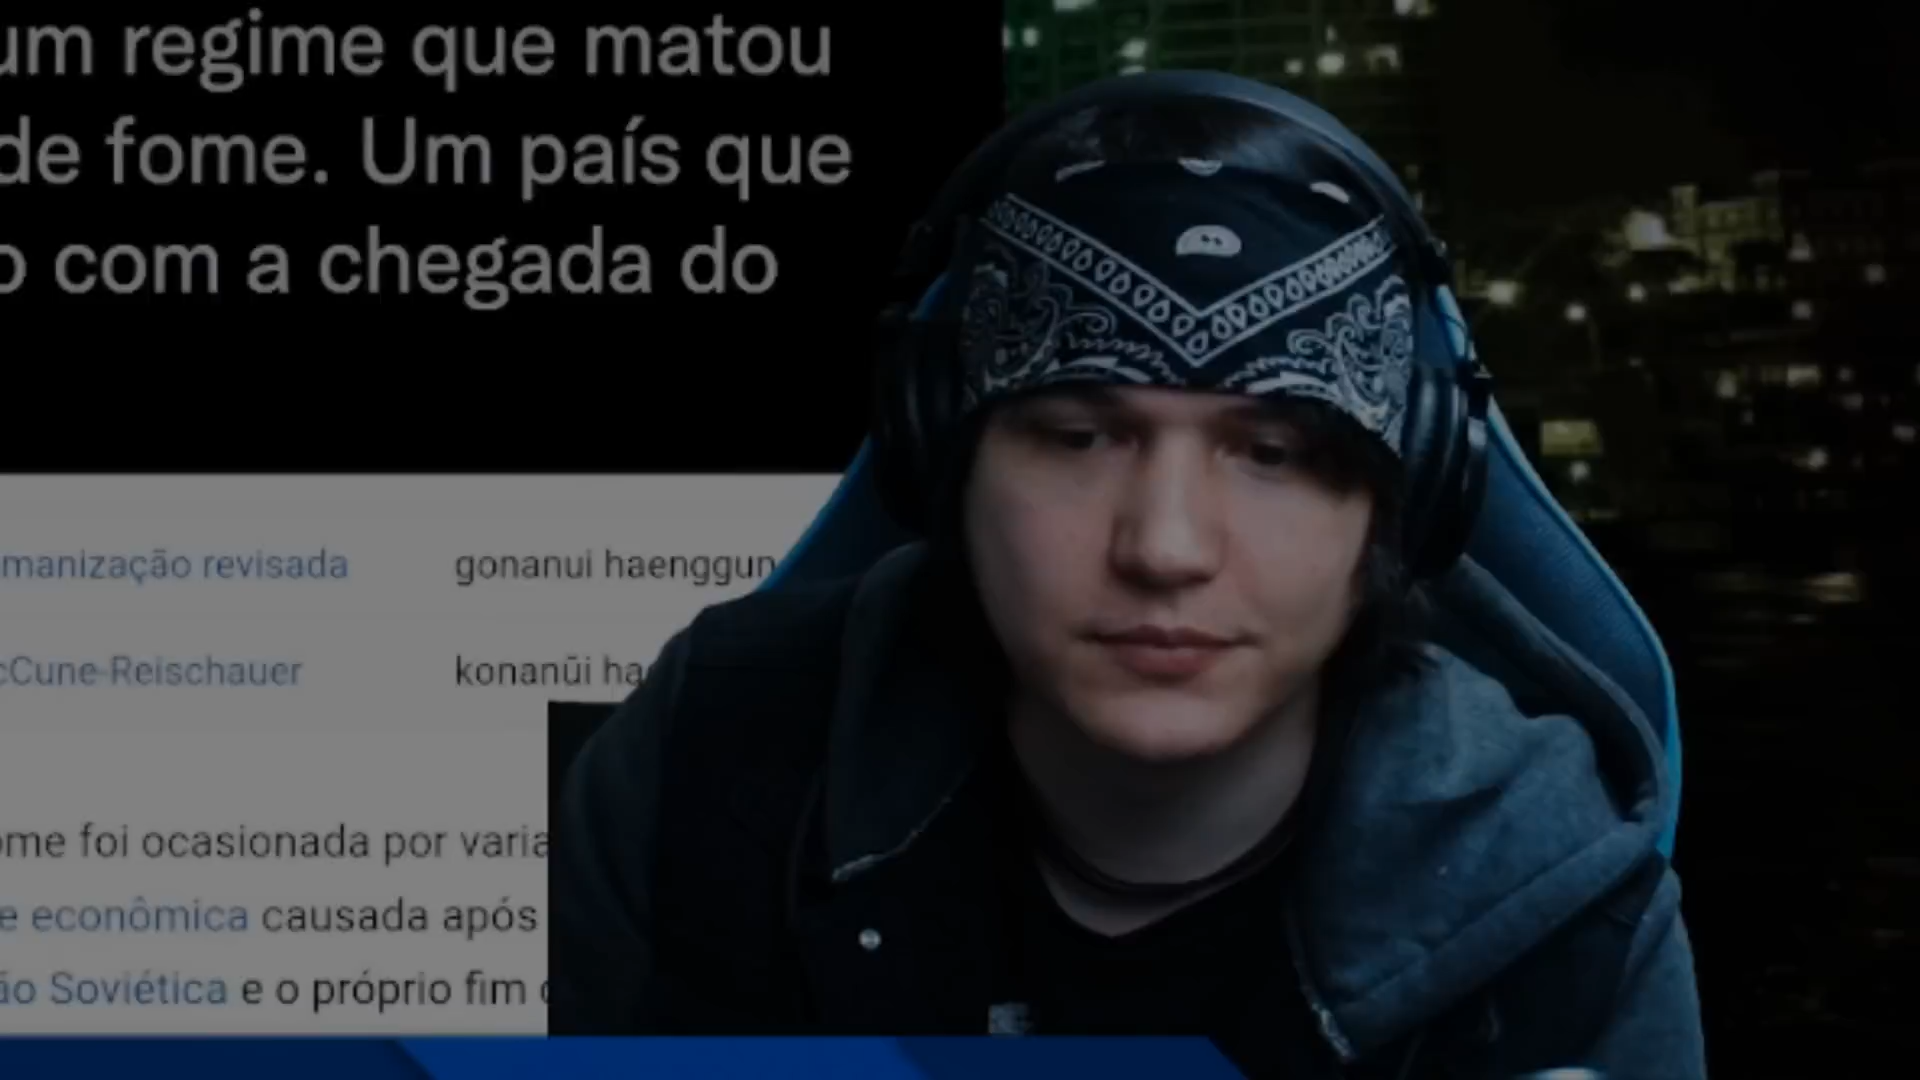 um regime que matou
de fome. Um país que
com a chegada do
manização revisada gonanui haenggun
cCune-Reischauer konanŭi hae
ome foi ocasionada por varia
e econômica causada após
ão Soviética e o próprio fim